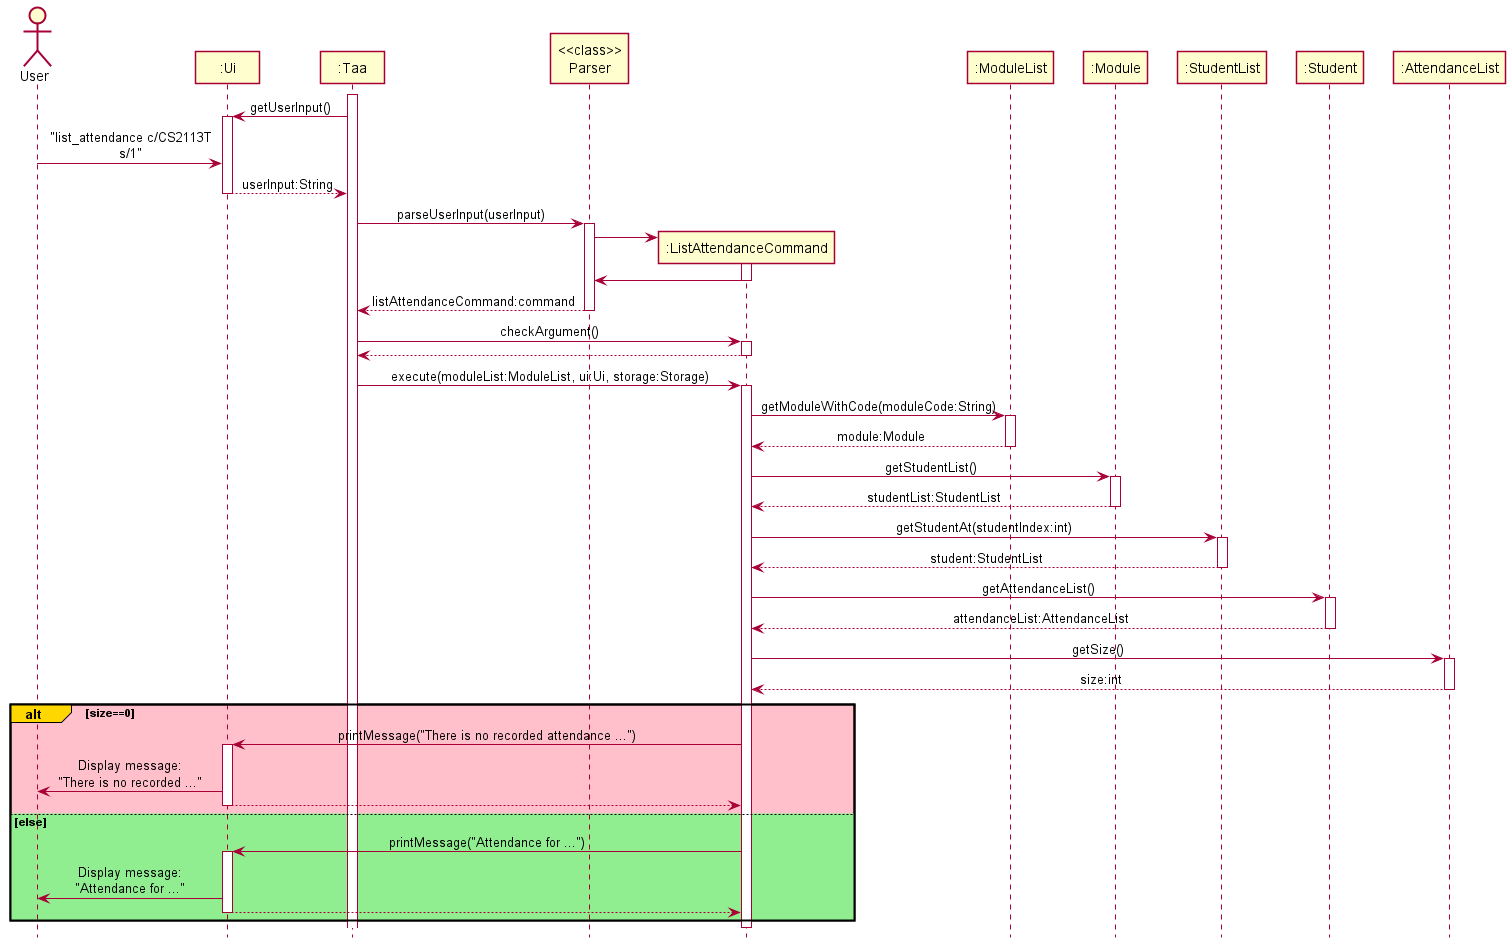 User
:Ui
:Taa
<<class>>
Parser
:ModuleList
:Module
:StudentList
:Student
:AttendanceList
getUserInput()
"list_attendance c/CS2113T
s/1"
userInput:String
parseUserInput(userInput)
:ListAttendanceCommand
listAttendanceCommand:command
checkArgument()
execute(moduleList:ModuleList, ui:Ui, storage:Storage)
getModuleWithCode(moduleCode:String)
module:Module
getStudentList()
studentList:StudentList
getStudentAt(studentIndex:int)
student:StudentList
getAttendanceList()
attendanceList:AttendanceList
getSize()
size:int
alt [size==0]
printMessage("There is no recorded attendance ...")
Display message:
"There is no recorded ..."
[else]
printMessage("Attendance for ...")
Display message:
"Attendance for ..."